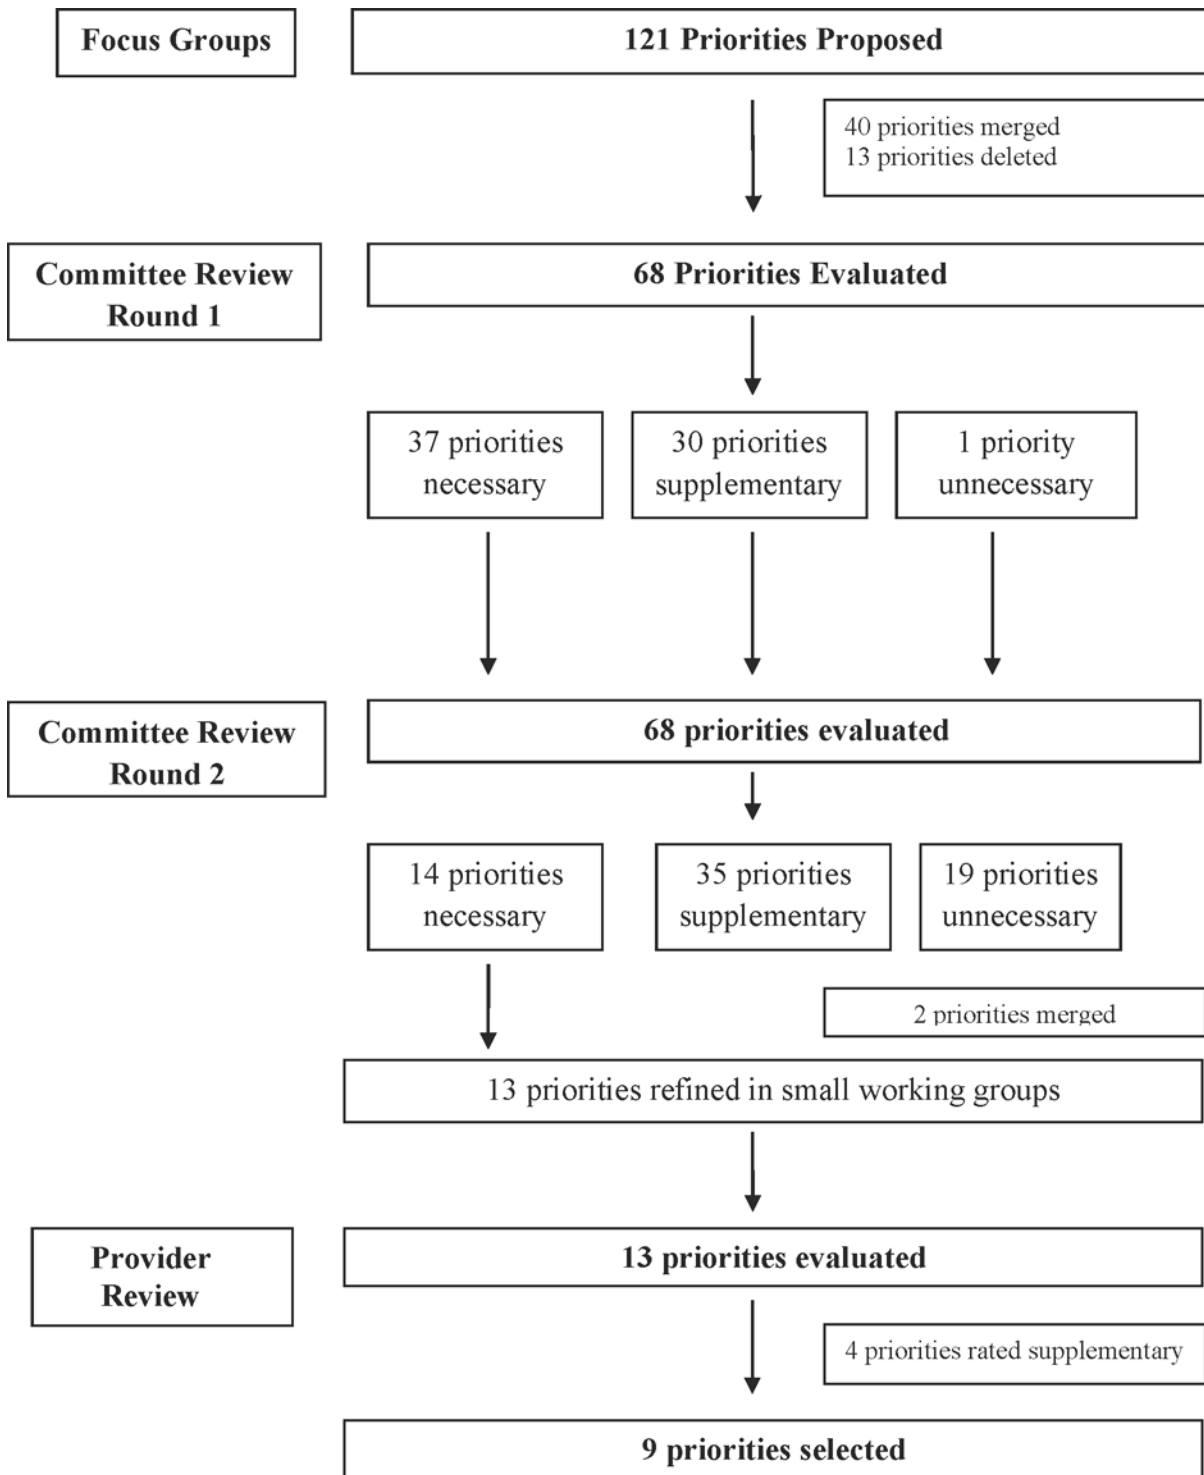 Focus Groups
121 Priorities Proposed
40 priorities merged
13 priorities deleted
Committee Review
Round 1
68 Priorities Evaluated
37 priorities
necessary
30 priorities
supplementary
1 priority
unnecessary
Committee Review
Round 2
68 priorities evaluated
14 priorities
necessary
35 priorities
supplementary
19 priorities
unnecessary
2 priorities merged
13 priorities refined in small working groups
Provider
Review
13 priorities evaluated
4 priorities rated supplementary
9 priorities selected